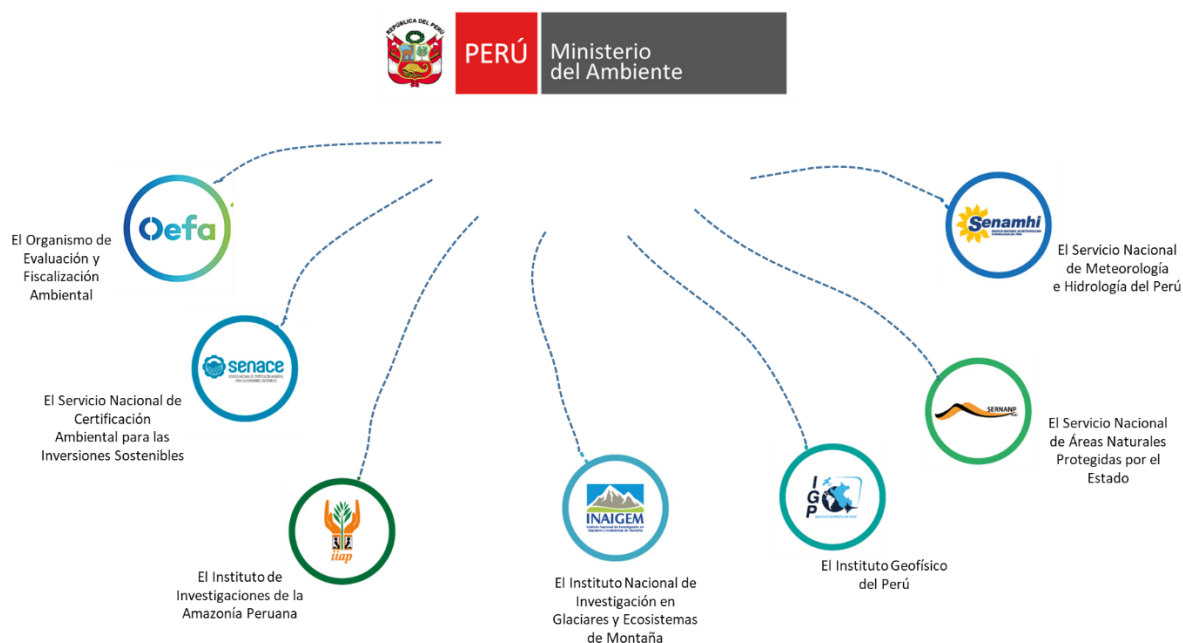 REPÚBLICA DEL PERÚ
PERÚ
Ministerio
del Ambiente
Oefa
El Organismo de
Evaluación y
Fiscalización
Ambiental
senace
El Servicio Nacional de
Certificación
Ambiental para las
Inversiones Sostenibles
iiap
El Instituto de
Investigaciones de la
Amazonía Peruana
INAIGEM
El Instituto Nacional de
Investigación en
Glaciares y Ecosistemas
de Montaña
IGP
El Instituto Geofísico
del Perú
SERNANP
El Servicio Nacional
de Áreas Naturales
Protegidas por el
Estado
Senamhi
El Servicio Nacional
de Meteorología
e Hidrología del Perú